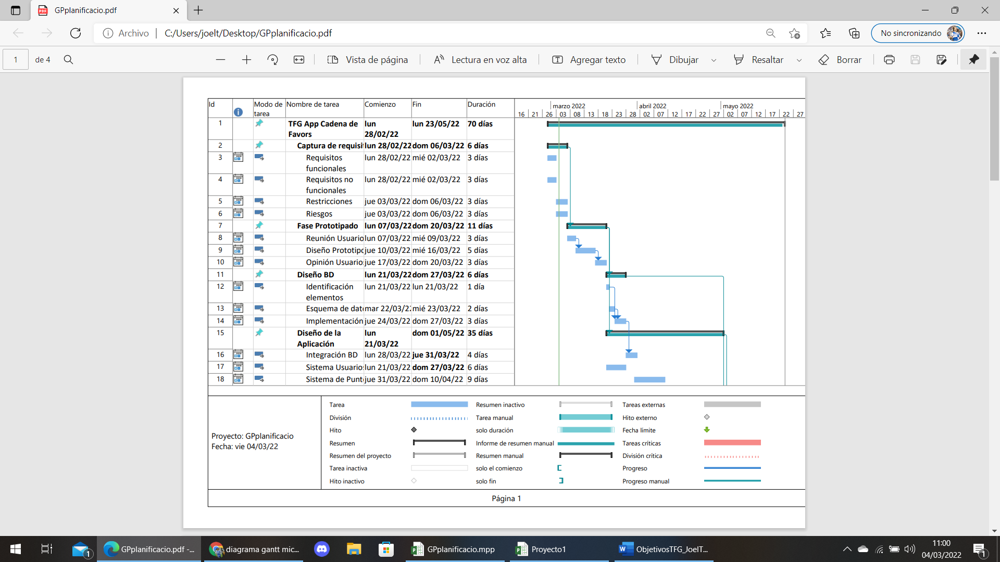 GPplanificacio.pdf
Archivo | C:/Users/joelt/Desktop/GPplanificacio.pdf
No sincronizando
1 de 4
Vista de página
Lectura en voz alta
Agregar texto
Dibujar
Resaltar
Borrar
Id Modo de tarea Nombre de tarea Comienzo Fin Duración
marzo 2022 abril 2022 mayo 2022
16 21 26 03 08 13 18 23 28 02 07 12 17 22 27 02 07 12 17 22 27
1 TFG App Cadena de Favors lun 28/02/22 lun 23/05/22 70 días
2 Captura de requisi lun 28/02/22 dom 06/03/22 6 días
3 Requisitos funcionales lun 28/02/22 mié 02/03/22 3 días
4 Requisitos no funcionales lun 28/02/22 mié 02/03/22 3 días
5 Restricciones jue 03/03/22 dom 06/03/22 3 días
6 Riesgos jue 03/03/22 dom 06/03/22 3 días
7 Fase Prototipado lun 07/03/22 dom 20/03/22 11 días
8 Reunión Usuario lun 07/03/22 mié 09/03/22 3 días
9 Diseño Prototipo jue 10/03/22 mié 16/03/22 5 días
10 Opinión Usuario jue 17/03/22 dom 20/03/22 3 días
11 Diseño BD lun 21/03/22 dom 27/03/22 6 días
12 Identificación elementos lun 21/03/22 lun 21/03/22 1 día
13 Esquema de dat mar 22/03/22 mié 23/03/22 2 días
14 Implementación jue 24/03/22 dom 27/03/22 3 días
15 Diseño de la Aplicación lun 21/03/22 dom 01/05/22 35 días
16 Integración BD lun 28/03/22 jue 31/03/22 4 días
17 Sistema Usuario lun 21/03/22 dom 27/03/22 6 días
18 Sistema de Punt jue 31/03/22 dom 10/04/22 9 días
Proyecto: GPplanificacio
Fecha: vie 04/03/22
Tarea
División
Hito
Resumen
Resumen del proyecto
Tarea inactiva
Hito inactivo
Resumen inactivo
Tarea manual
solo duración
Informe de resumen manual
Resumen manual
solo el comienzo
solo fin
Tareas externas
Hito externo
Fecha límite
Tareas críticas
División crítica
Progreso
Progreso manual
Página 1
1
GPplanificacio.pdf -...
diagrama gantt mic...
GPplanificacio.mpp
Proyecto1
ObjetivosTFG_JoelT...
11:00
04/03/2022
1